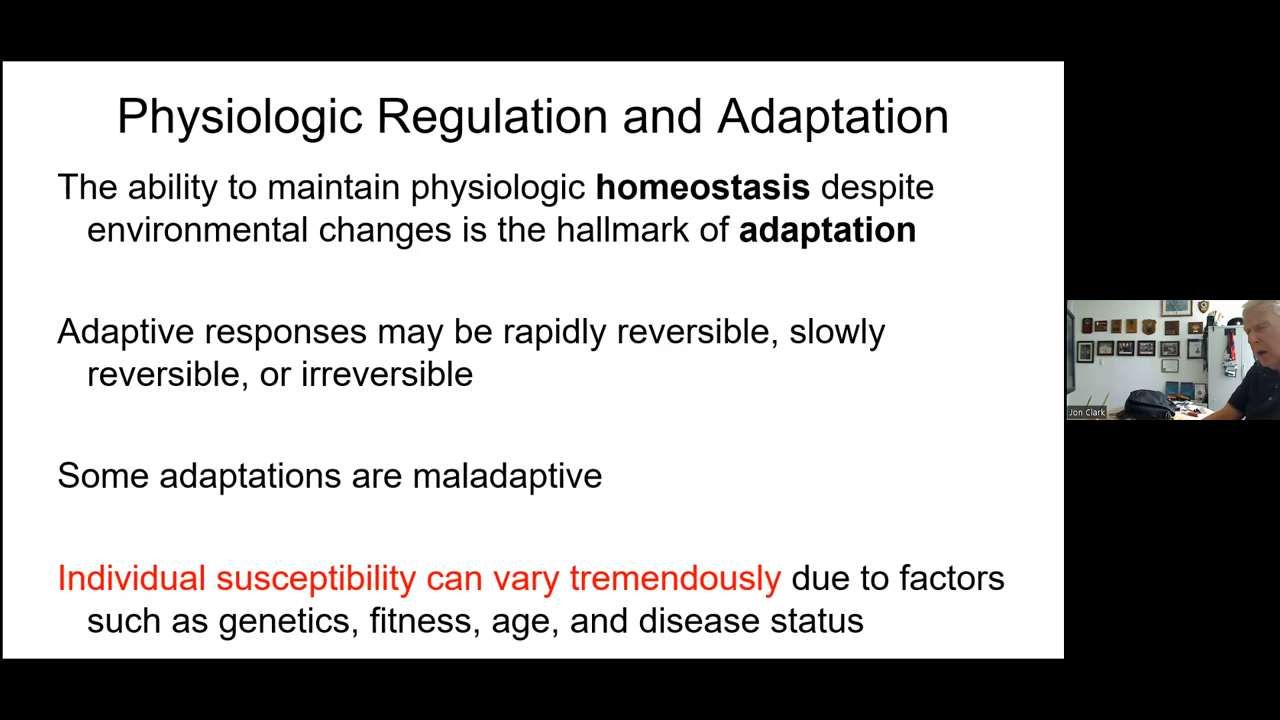 Physiologic Regulation and Adaptation
The ability to maintain physiologic homeostasis despite
environmental changes is the hallmark of adaptation
Adaptive responses may be rapidly reversible, slowly
reversible, or irreversible
Some adaptations are maladaptive
Individual susceptibility can vary tremendously due to factors
such as genetics, fitness, age, and disease status
Jon Clark